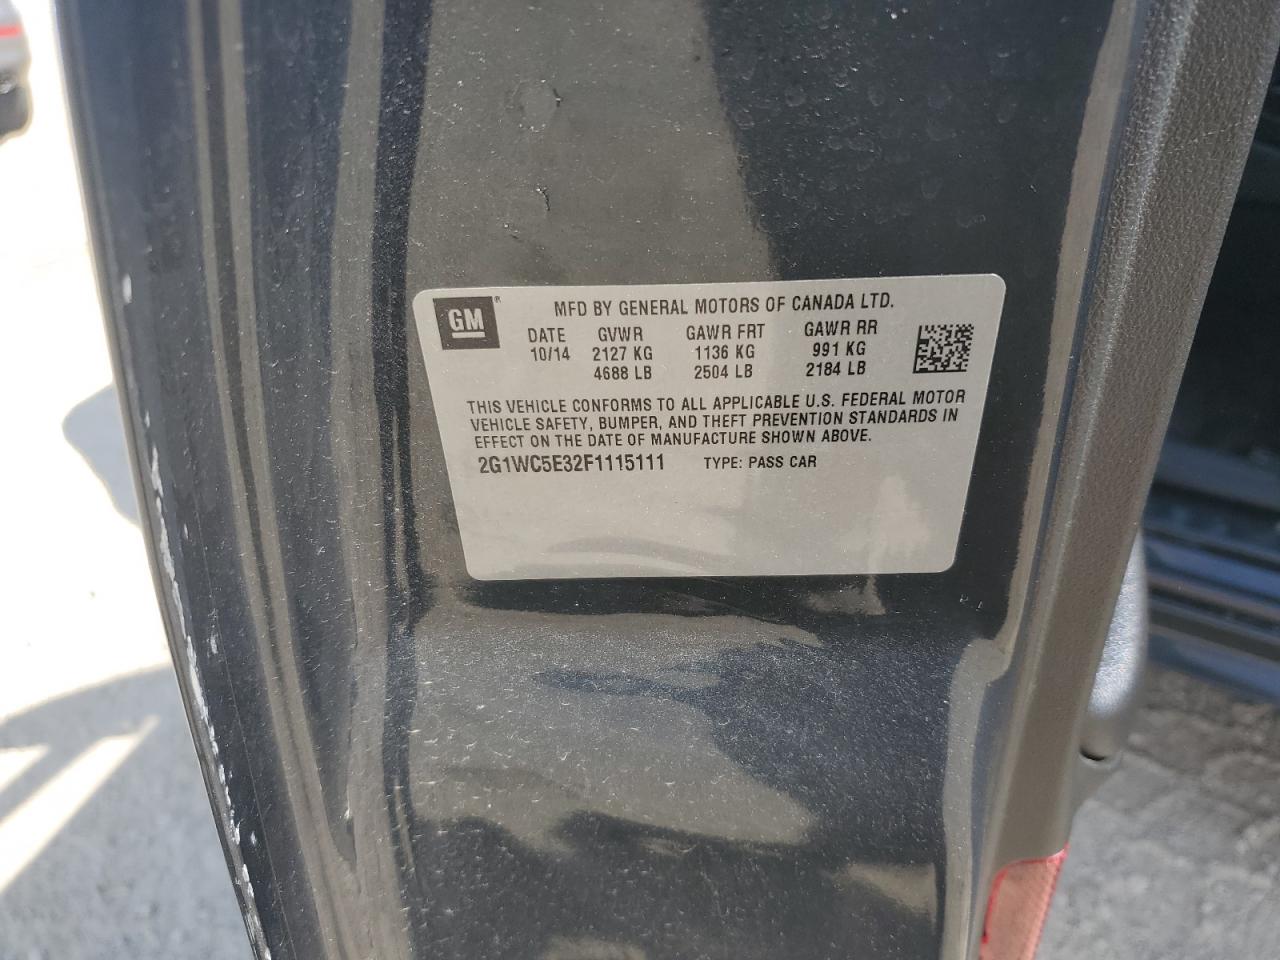 GM ®
MFD BY GENERAL MOTORS OF CANADA LTD.
DATE GVWR GAWR FRT GAWR RR
10/14 2127 KG 1136 KG 991 KG
4688 LB 2504 LB 2184 LB
THIS VEHICLE CONFORMS TO ALL APPLICABLE U.S. FEDERAL MOTOR
VEHICLE SAFETY, BUMPER, AND THEFT PREVENTION STANDARDS IN
EFFECT ON THE DATE OF MANUFACTURE SHOWN ABOVE.
2G1WC5E32F1115111 TYPE: PASS CAR